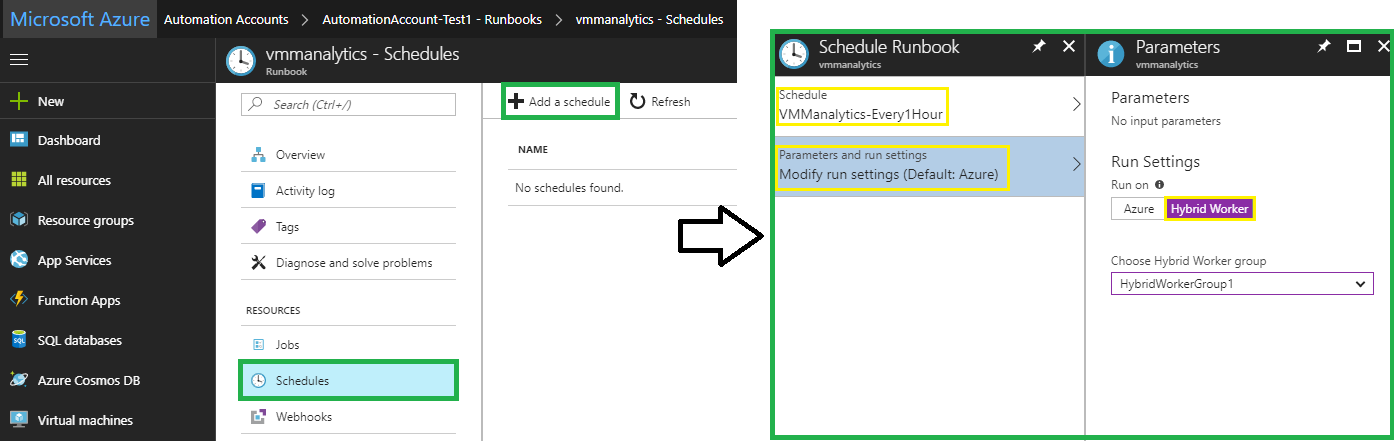 Microsoft Azure
Automation Accounts
AutomationAccount-Test1 - Runbooks
vmmanalytics - Schedules
New
Dashboard
All resources
Resource groups
App Services
Function Apps
SQL databases
Azure Cosmos DB
Virtual machines
vmmanalytics - Schedules
Runbook
Search (Ctrl+/)
Overview
Activity log
Tags
Diagnose and solve problems
RESOURCES
Jobs
Schedules
Webhooks
Add a schedule
Refresh
NAME
No schedules found.
Schedule Runbook
vmmanalytics
Schedule
VMManalytics-Every1Hour
Parameters and run settings
Modify run settings (Default: Azure)
Parameters
vmmanalytics
Parameters
No input parameters
Run Settings
Run on
Azure
Hybrid Worker
Choose Hybrid Worker group
HybridWorkerGroup1